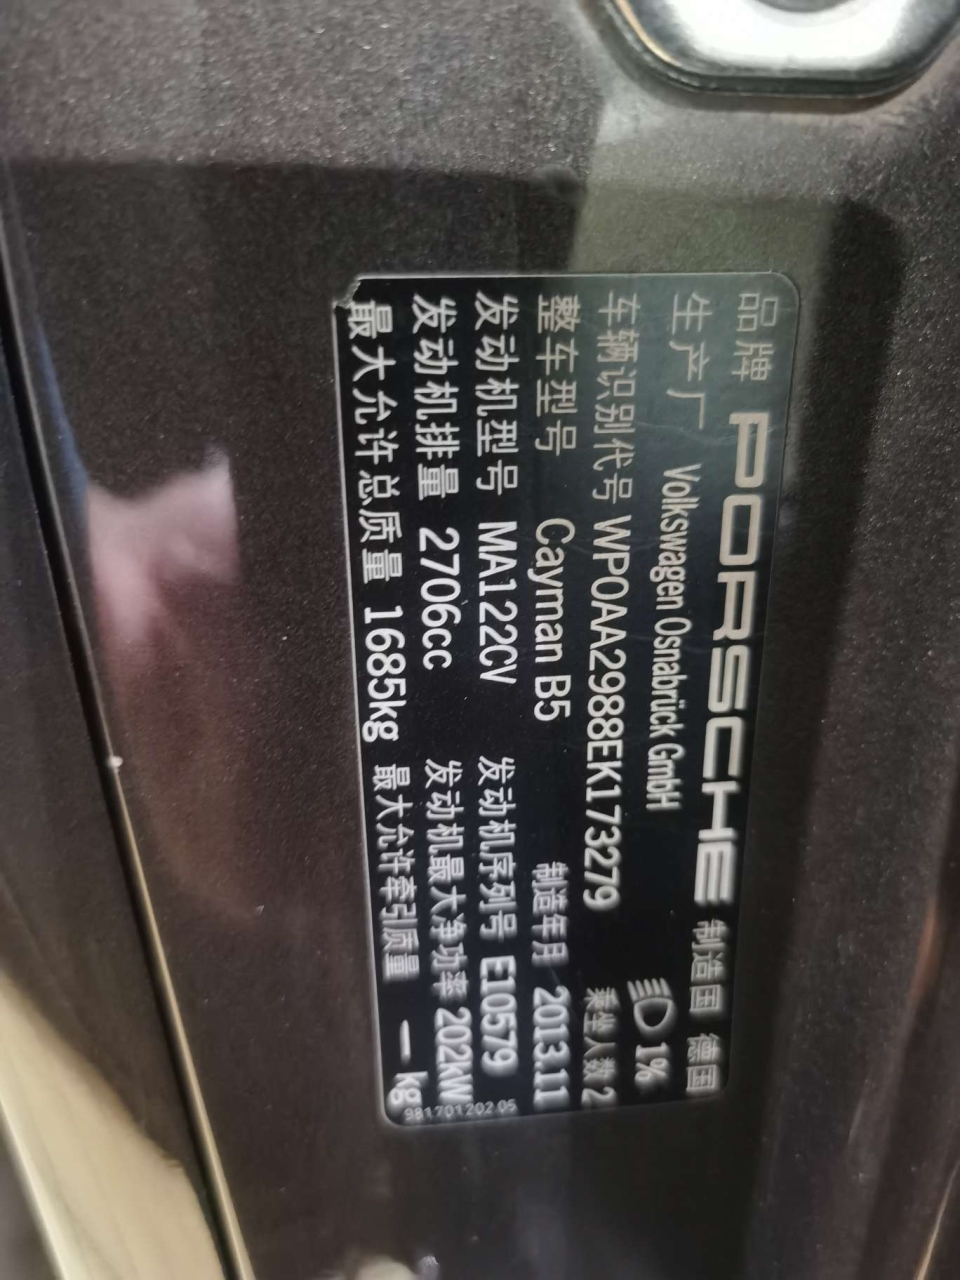 品牌 PORSCHE 制造国 德国
生产厂 Volkswagen Osnabrück GmbH 1%
车辆识别代号 WP0AA2988EK173279 乘坐人数 2
整车型号 Cayman B5 制造年月 2013.11
发动机型号 MA122CV 发动机序列号 E10579
发动机排量 2706cc 发动机最大净功率 202kW
最大允许总质量 1685kg 最大允许牵引质量 — kg
981701202 05